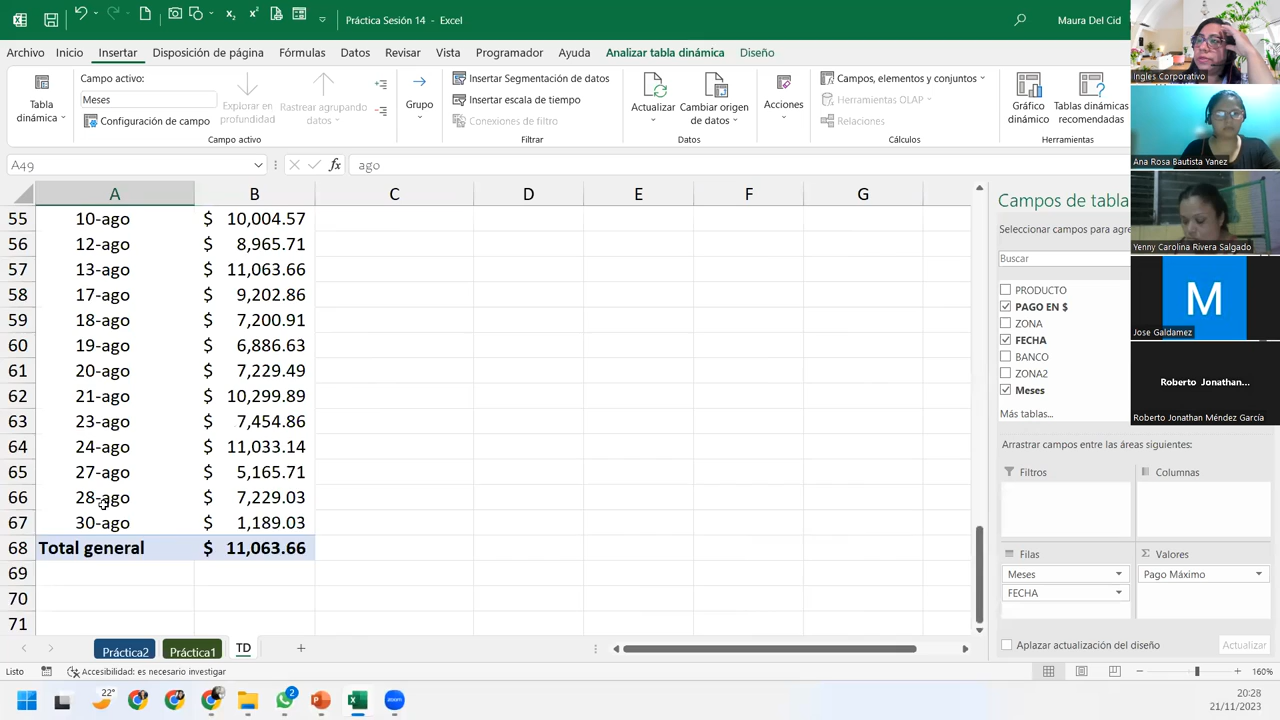 Práctica Sesión 14 - Excel
Maura Del Cid
Archivo Inicio Insertar Disposición de página Fórmulas Datos Revisar Vista Programador Ayuda Analizar tabla dinámica Diseño
Tabla dinámica
Campo activo:
Meses
Configuración de campo
Explorar en profundidad
Rastrear agrupando datos
Campo activo
Grupo
Insertar Segmentación de datos
Insertar escala de tiempo
Conexiones de filtro
Filtrar
Actualizar
Cambiar origen de datos
Datos
Acciones
Campos, elementos y conjuntos
Herramientas OLAP
Relaciones
Cálculos
Gráfico dinámico
Tablas dinámicas recomendadas
Herramientas
A49 fx ago
A B C D E F G
55 10-ago $ 10,004.57
56 12-ago $ 8,965.71
57 13-ago $ 11,063.66
58 17-ago $ 9,202.86
59 18-ago $ 7,200.91
60 19-ago $ 6,886.63
61 20-ago $ 7,229.49
62 21-ago $ 10,299.89
63 23-ago $ 7,454.86
64 24-ago $ 11,033.14
65 27-ago $ 5,165.71
66 28-ago $ 7,229.03
67 30-ago $ 1,189.03
68 Total general $ 11,063.66
69
70
71
Campos de tabla
Seleccionar campos para agre
Buscar
PRODUCTO
PAGO EN $
ZONA
FECHA
BANCO
ZONA2
Meses
Más tablas...
Arrastrar campos entre las áreas siguientes:
Filtros Columnas
Filas Valores
Meses Pago Máximo
FECHA
Aplazar actualización del diseño Actualizar
Práctica2 Práctica1 TD
Listo Accesibilidad: es necesario investigar 160%
22°
2
zoom
20:28
21/11/2023
Ingles Corporativo
Ana Rosa Bautista Yanez
Yenny Carolina Rivera Salgado
M
Jose Galdamez
Roberto Jonathan...
Roberto Jonathan Méndez García